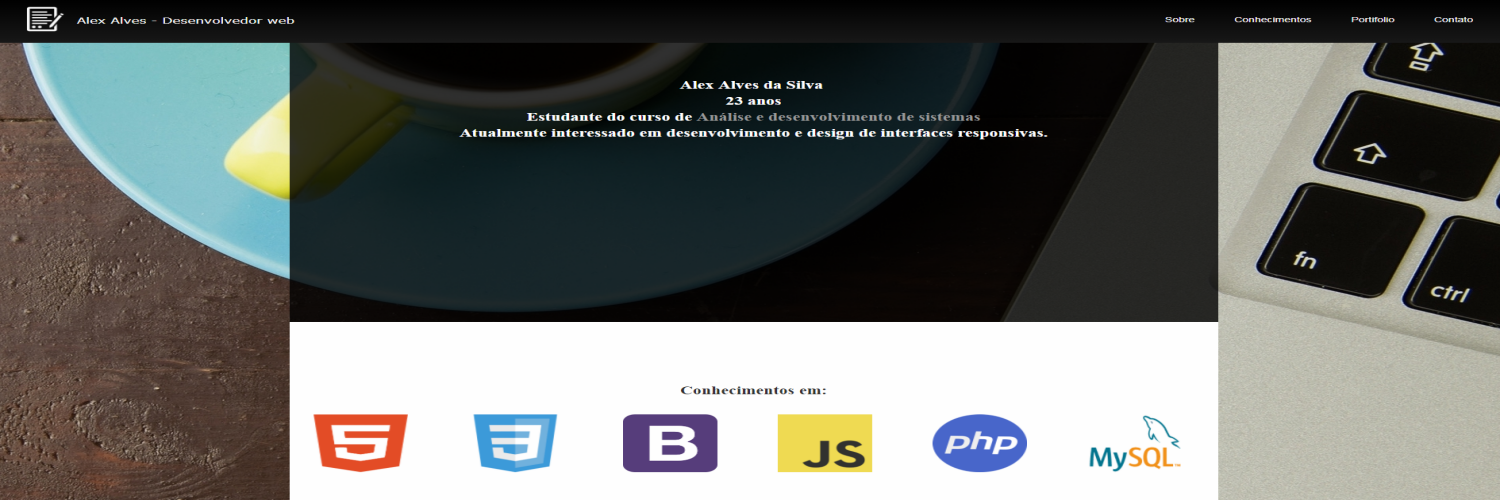 Alex Alves - Desenvolvedor web
Sobre
Conhecimentos
Portifolio
Contato
Alex Alves da Silva
23 anos
Estudante do curso de Análise e desenvolvimento de sistemas
Atualmente interessado em desenvolvimento e design de interfaces responsivas.
fn
ctrl
Conhecimentos em:
5
3
B
JS
php
MySQL